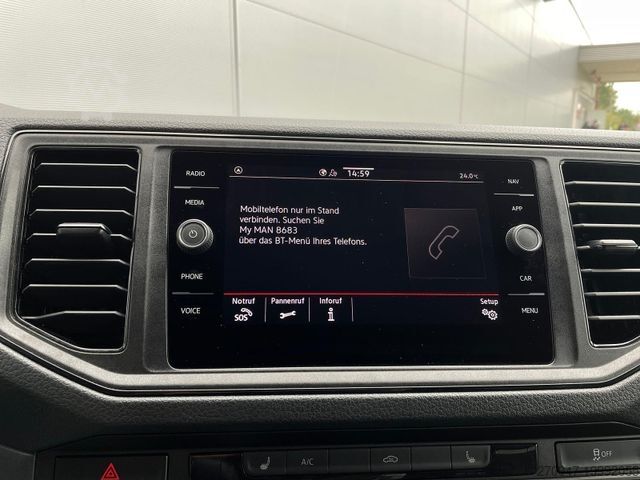 RADIO
MEDIA
PHONE
VOICE
14:59
24.0°C
Mobiltelefon nur im Stand
verbinden. Suchen Sie
My MAN 8683
über das BT-Menü Ihres Telefons.
Notruf
Pannenruf
Inforuf
Setup
SOS
i
NAV
APP
CAR
MENU
A/C
OFF